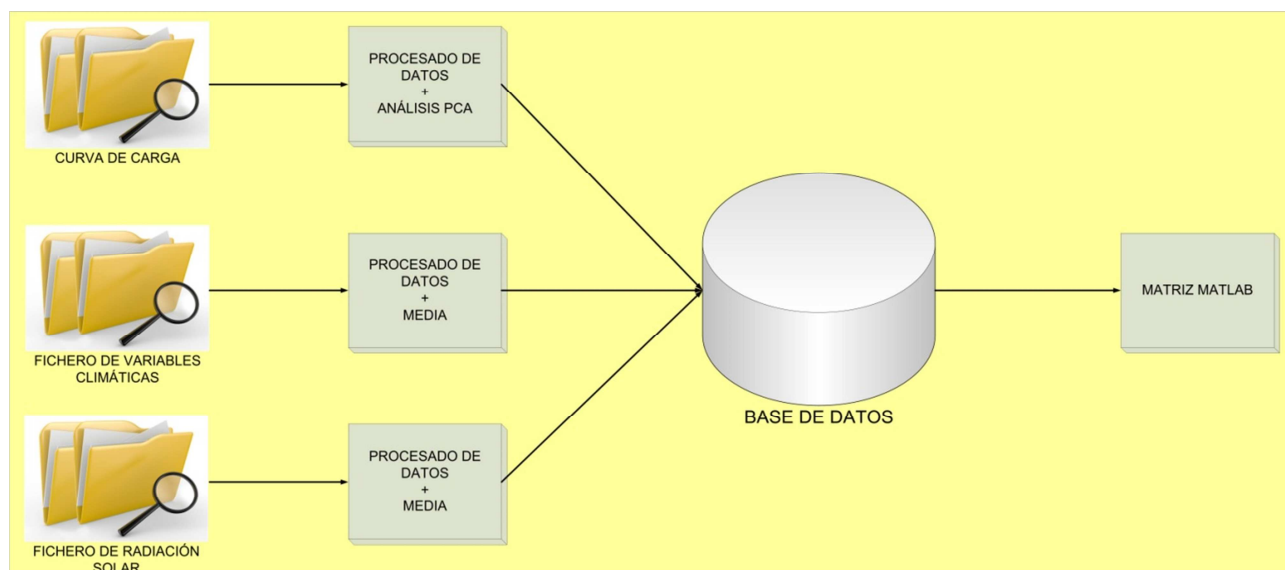 CURVA DE CARGA
PROCESADO DE
DATOS
+
ANÁLISIS PCA
FICHERO DE VARIABLES
CLIMÁTICAS
PROCESADO DE
DATOS
+
MEDIA
FICHERO DE RADIACIÓN
SOLAR
PROCESADO DE
DATOS
+
MEDIA
BASE DE DATOS
MATRIZ MATLAB